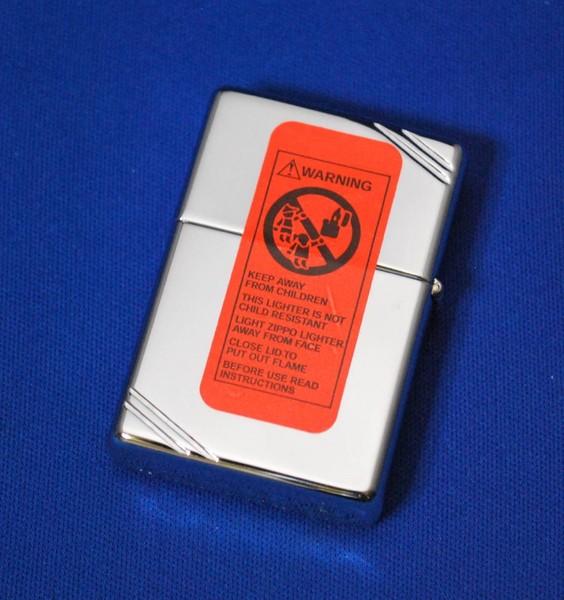 WARNING
KEEP AWAY
FROM CHILDREN
THIS LIGHTER IS NOT
CHILD RESISTANT
LIGHT ZIPPO LIGHTER
AWAY FROM FACE
CLOSE LID TO
PUT OUT FLAME
BEFORE USE READ
INSTRUCTIONS